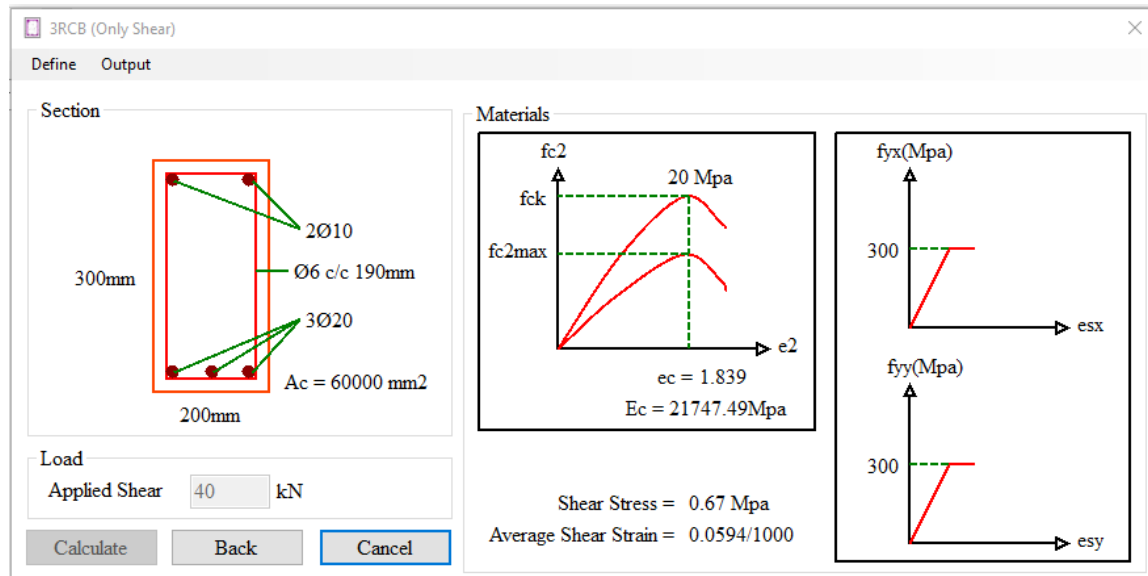 3RCB (Only Shear)
Define Output
Section
2Ø10
Ø6 c/c 190mm
300mm
3Ø20
Ac = 60000 mm2
200mm
Load
Applied Shear 40 kN
Calculate Back Cancel
Materials
fc2
20 Mpa
fck
fc2max
e2
ec = 1.839
Ec = 21747.49Mpa
fyx(Mpa)
300
esx
fyy(Mpa)
300
esy
Shear Stress = 0.67 Mpa
Average Shear Strain = 0.0594/1000